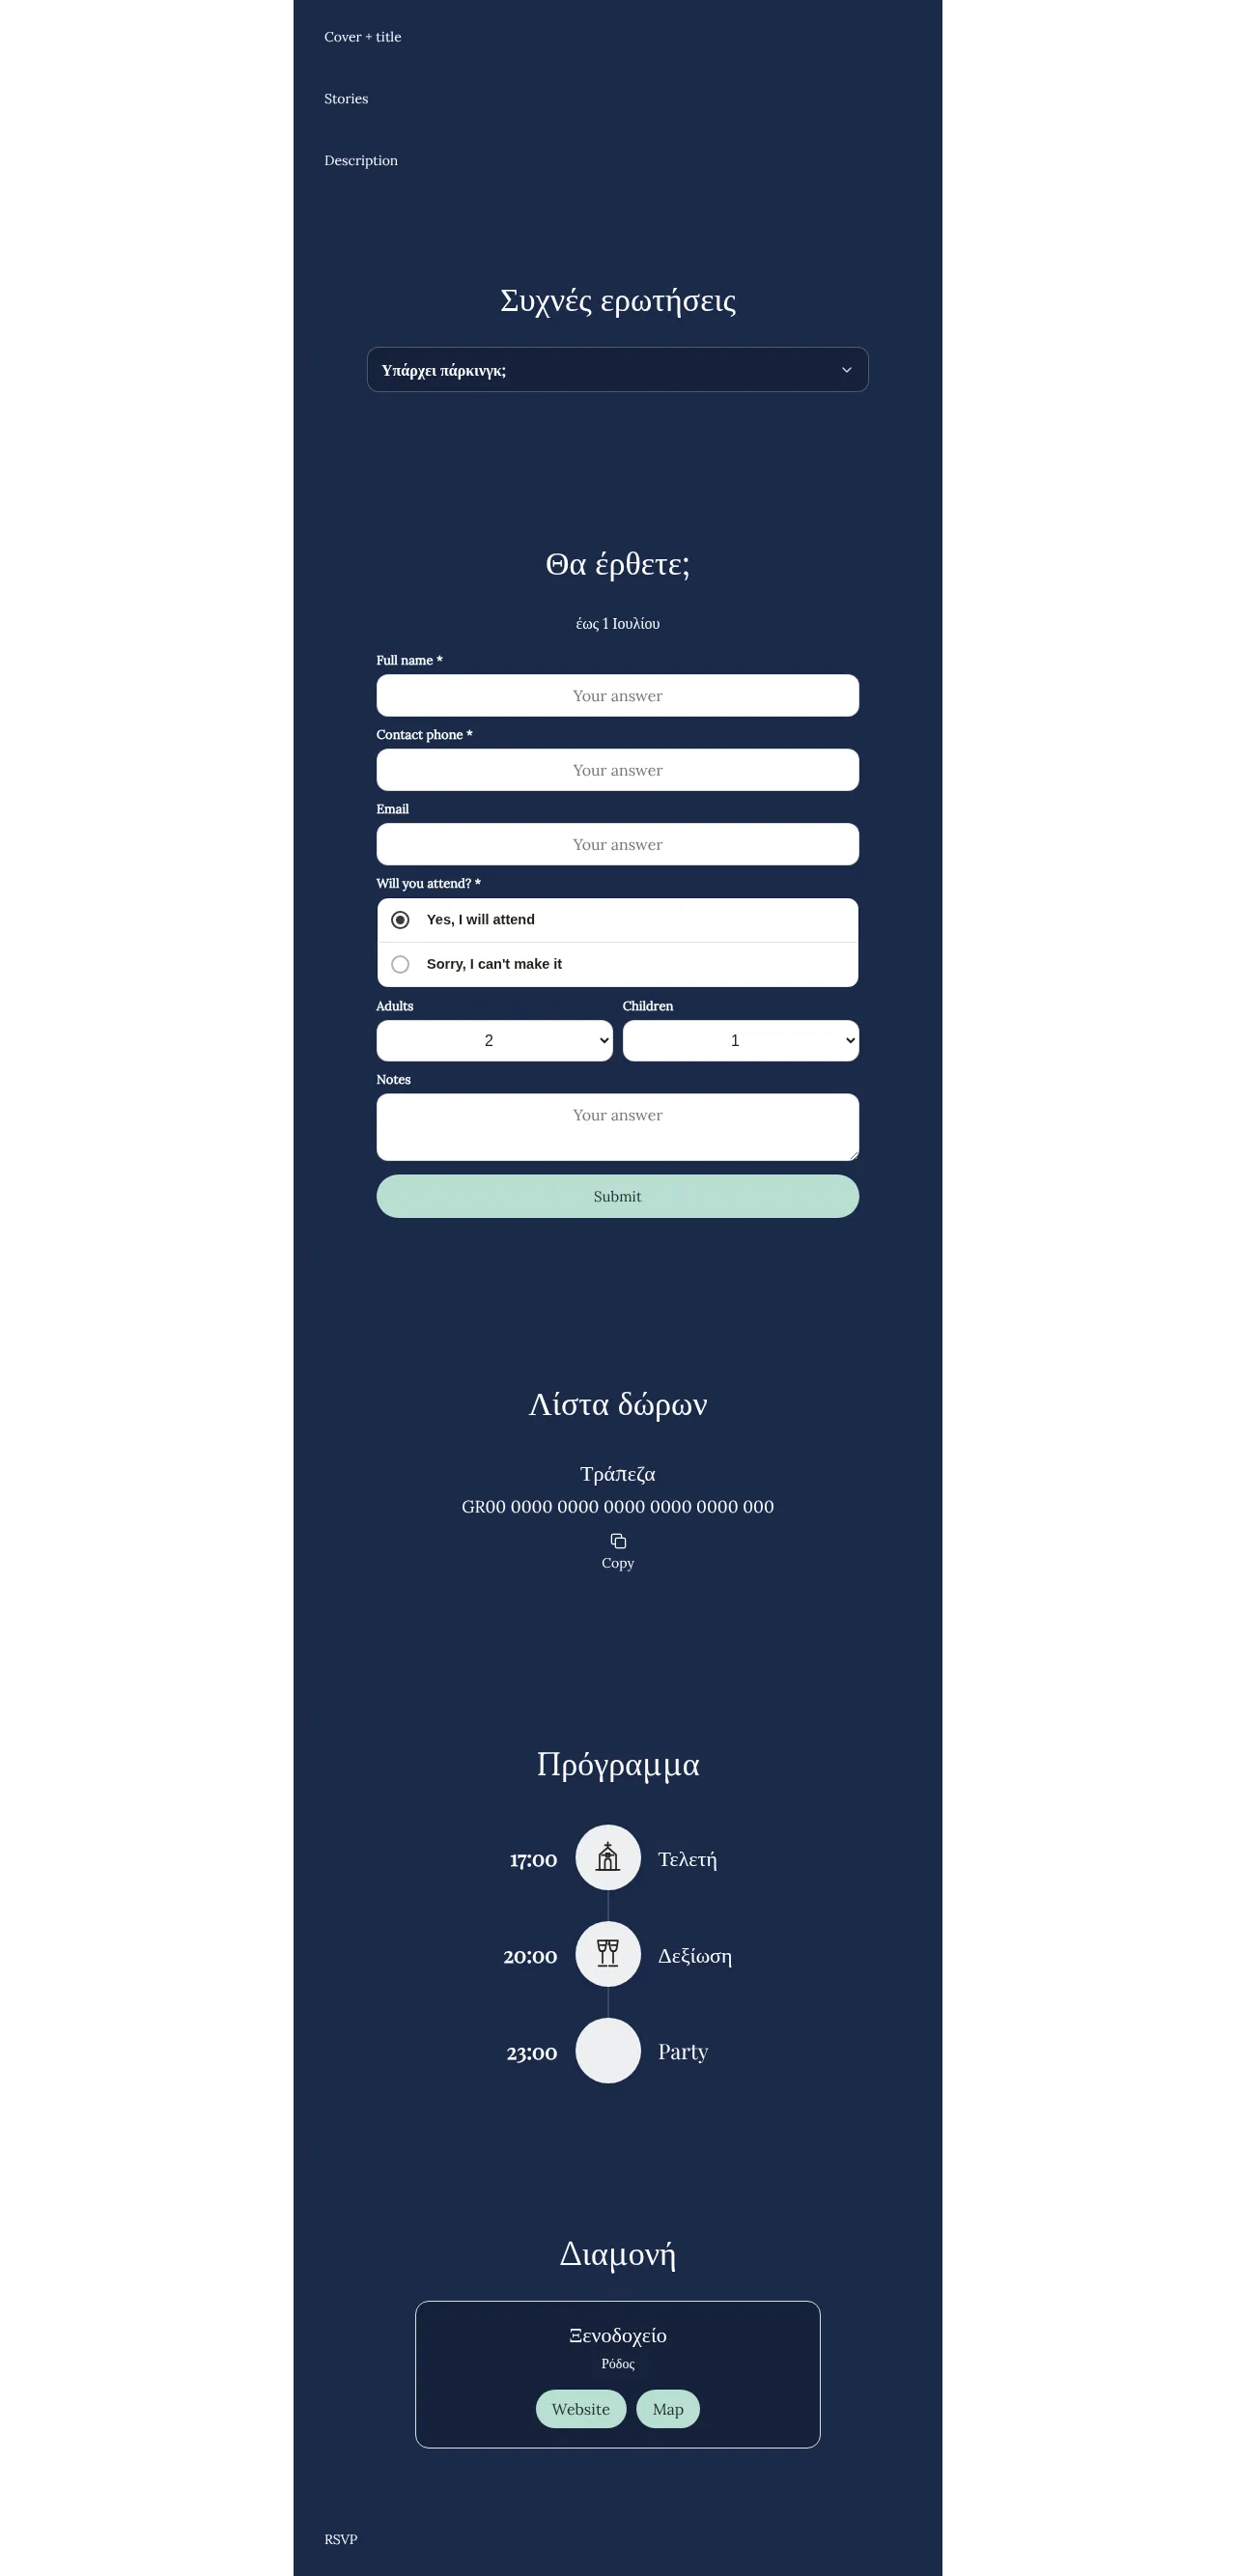 Cover + title
Stories
Description
Συχνές ερωτήσεις
Υπάρχει πάρκινγκ;
Θα έρθετε;
έως 1 Ιουλίου
Full name *
Your answer
Contact phone *
Your answer
Email
Your answer
Will you attend? *
Yes, I will attend
Sorry, I can't make it
Adults Children
2 1
Notes
Your answer
Submit
Λίστα δώρων
Τράπεζα
GR00 0000 0000 0000 0000 0000 000
Copy
Πρόγραμμα
17:00 Τελετή
20:00 Δεξίωση
23:00 Party
Διαμονή
Ξενοδοχείο
Ρόδος
Website Map
RSVP